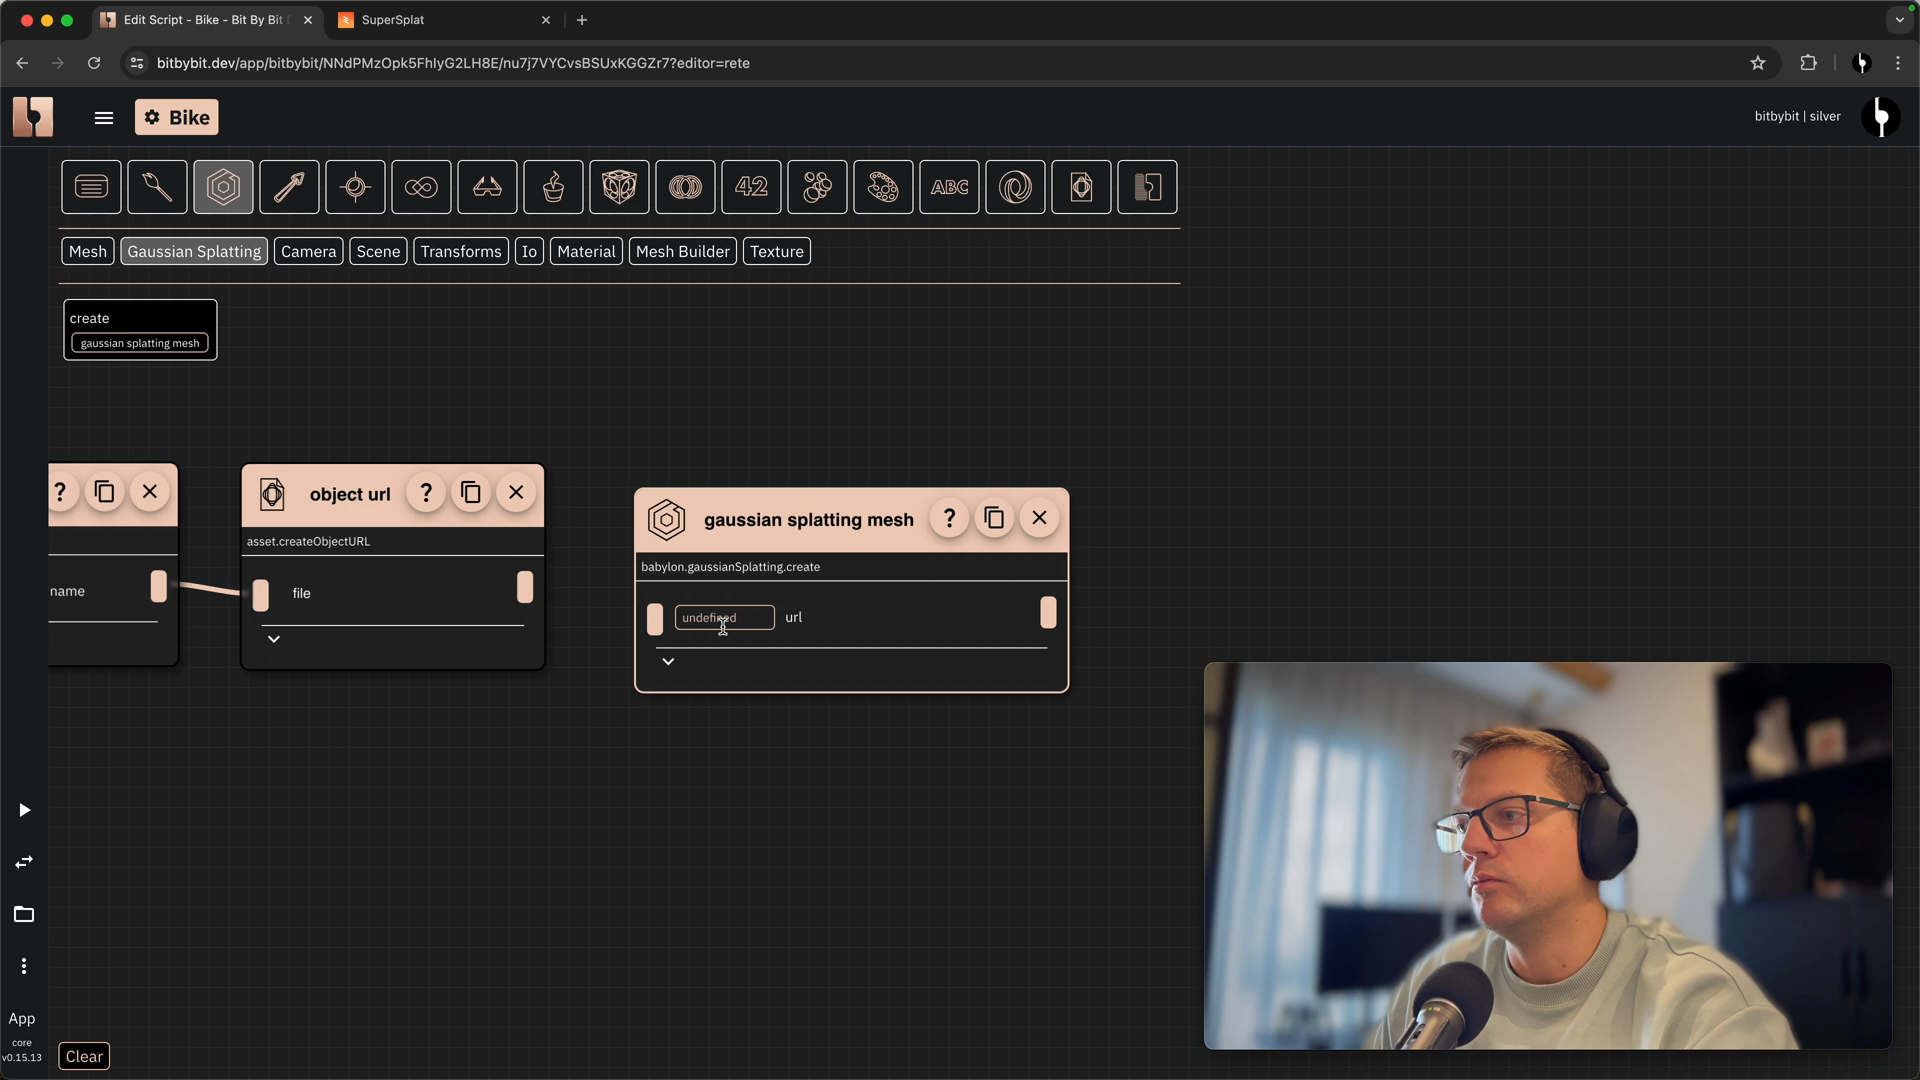 Edit Script - Bike - Bit By Bit
SuperSplat
bitbybit.dev/app/bitbybit/NNdPMzOpk5FhlyG2LH8E/nu7j7VYCvsBSUxKGGZr7?editor=rete
Bike
bitbybit | silver
42
ABC
Mesh
Gaussian Splatting
Camera
Scene
Transforms
Io
Material
Mesh Builder
Texture
create
gaussian splatting mesh
?
name
object url
?
asset.createObjectURL
file
gaussian splatting mesh
?
babylon.gaussianSplatting.create
undefined
url
App
core
v0.15.13
Clear